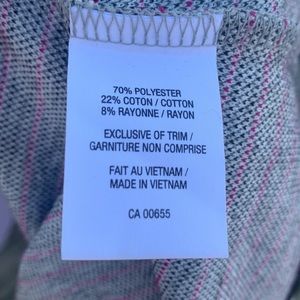 70% POLYESTER
22% COTON / COTTON
8% RAYONNE / RAYON
EXCLUSIVE OF TRIM /
GARNITURE NON COMPRISE
FAIT AU VIETNAM /
MADE IN VIETNAM
CA 00655